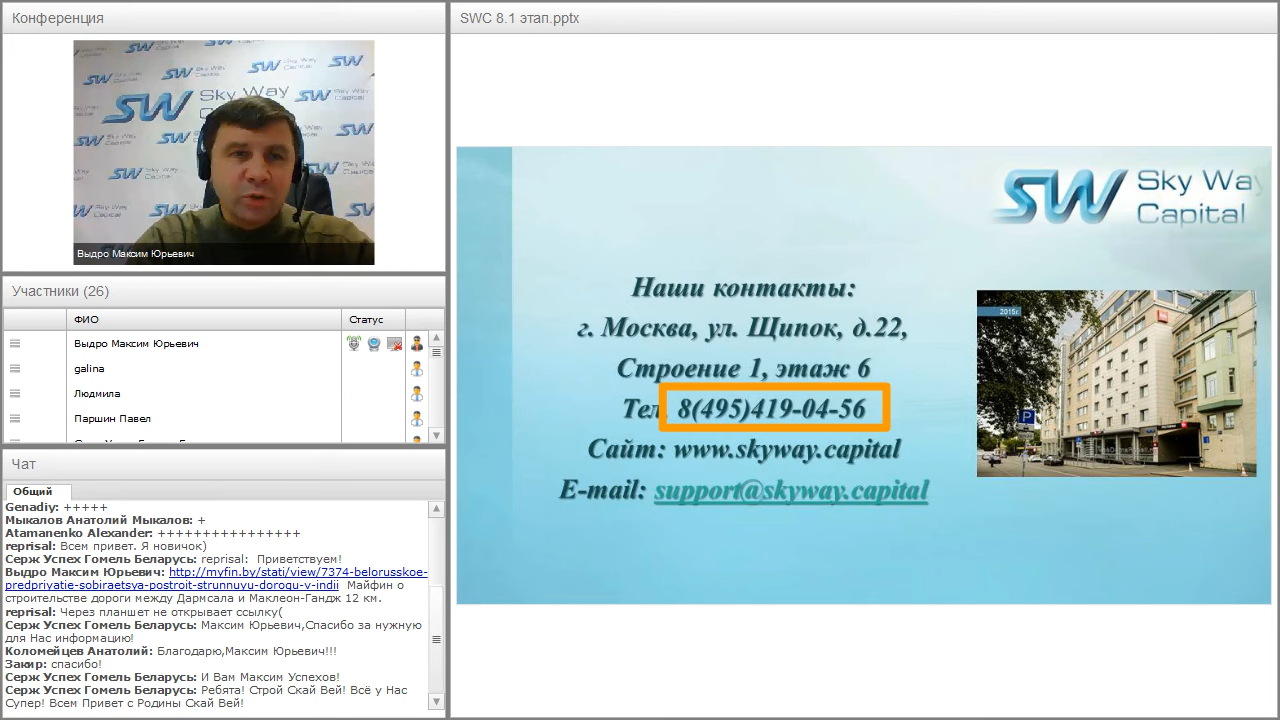 Конференция
SW Sky Way Capital
Выдро Максим Юрьевич
Участники (26)
ФИО
Статус
Выдро Максим Юрьевич
galina
Людмила
Паршин Павел
Чат
Общий
Genadiy: +++++
Мыкалов Анатолий Мыкалов: +
Atamanenko Alexander: ++++++++++++++++
reprisal: Всем привет. Я новичок)
Серж Успех Гомель Беларусь: reprisal: Приветствуем!
Выдро Максим Юрьевич: http://myfin.by/stati/view/7374-belorusskoe-
predprivatie-sobiraetsya-postroit-strunnuvu-dorogu-v-indii Майфин о
строительстве дороги между Дармсала и Маклеон-Гандж 12 км.
reprisal: Через планшет не открывает ссылку(
Серж Успех Гомель Беларусь: Максим Юрьевич,Спасибо за нужную
для Нас информацию!
Коломейцев Анатолий: Благодарю,Максим Юрьевич!!!
Закир: спасибо!
Серж Успех Гомель Беларусь: И Вам Максим Успехов!
Серж Успех Гомель Беларусь: Ребята! Строй Скай Вей! Всё у Нас
Супер! Всем Привет с Родины Скай Вей!
SWC 8.1 этап.pptx
SW Sky Way
Capital
Наши контакты:
г. Москва, ул. Щипок, д.22,
Строение 1, этаж 6
Тел. 8(495)419-04-56
Сайт: www.skyway.capital
E-mail: support@skyway.capital
2015г.
P